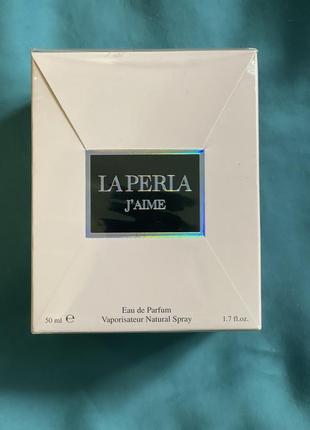 LA PERLA
J'AIME
Eau de Parfum
50 ml ℮ Vaporisateur Natural Spray 1.7 fl.oz.